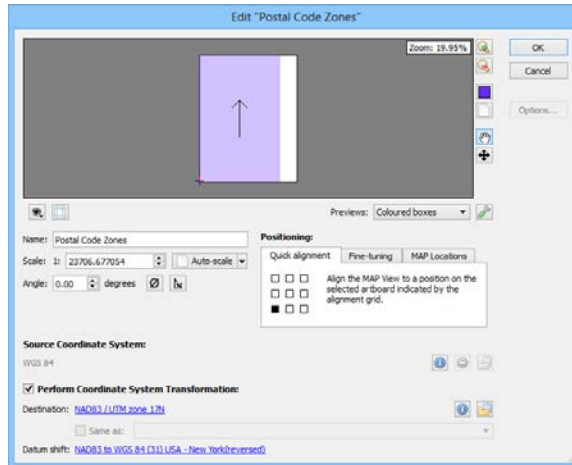 Edit "Postal Code Zones"
Zoom: 19.95%
OK
Cancel
Options...
Previews: Coloured boxes
Name: Postal Code Zones
Scale: 1: 23706.677054 Auto-scale
Angle: 0.00 degrees
Positioning:
Quick alignment Fine-tuning MAP Locations
Align the MAP View to a position on the
selected artboard indicated by the
alignment grid.
Source Coordinate System:
WGS 84
Perform Coordinate System Transformation:
Destination: NAD83 / UTM zone 17N
Same as:
Datum shift: NAD83 to WGS 84 (31) USA - New York(reversed)